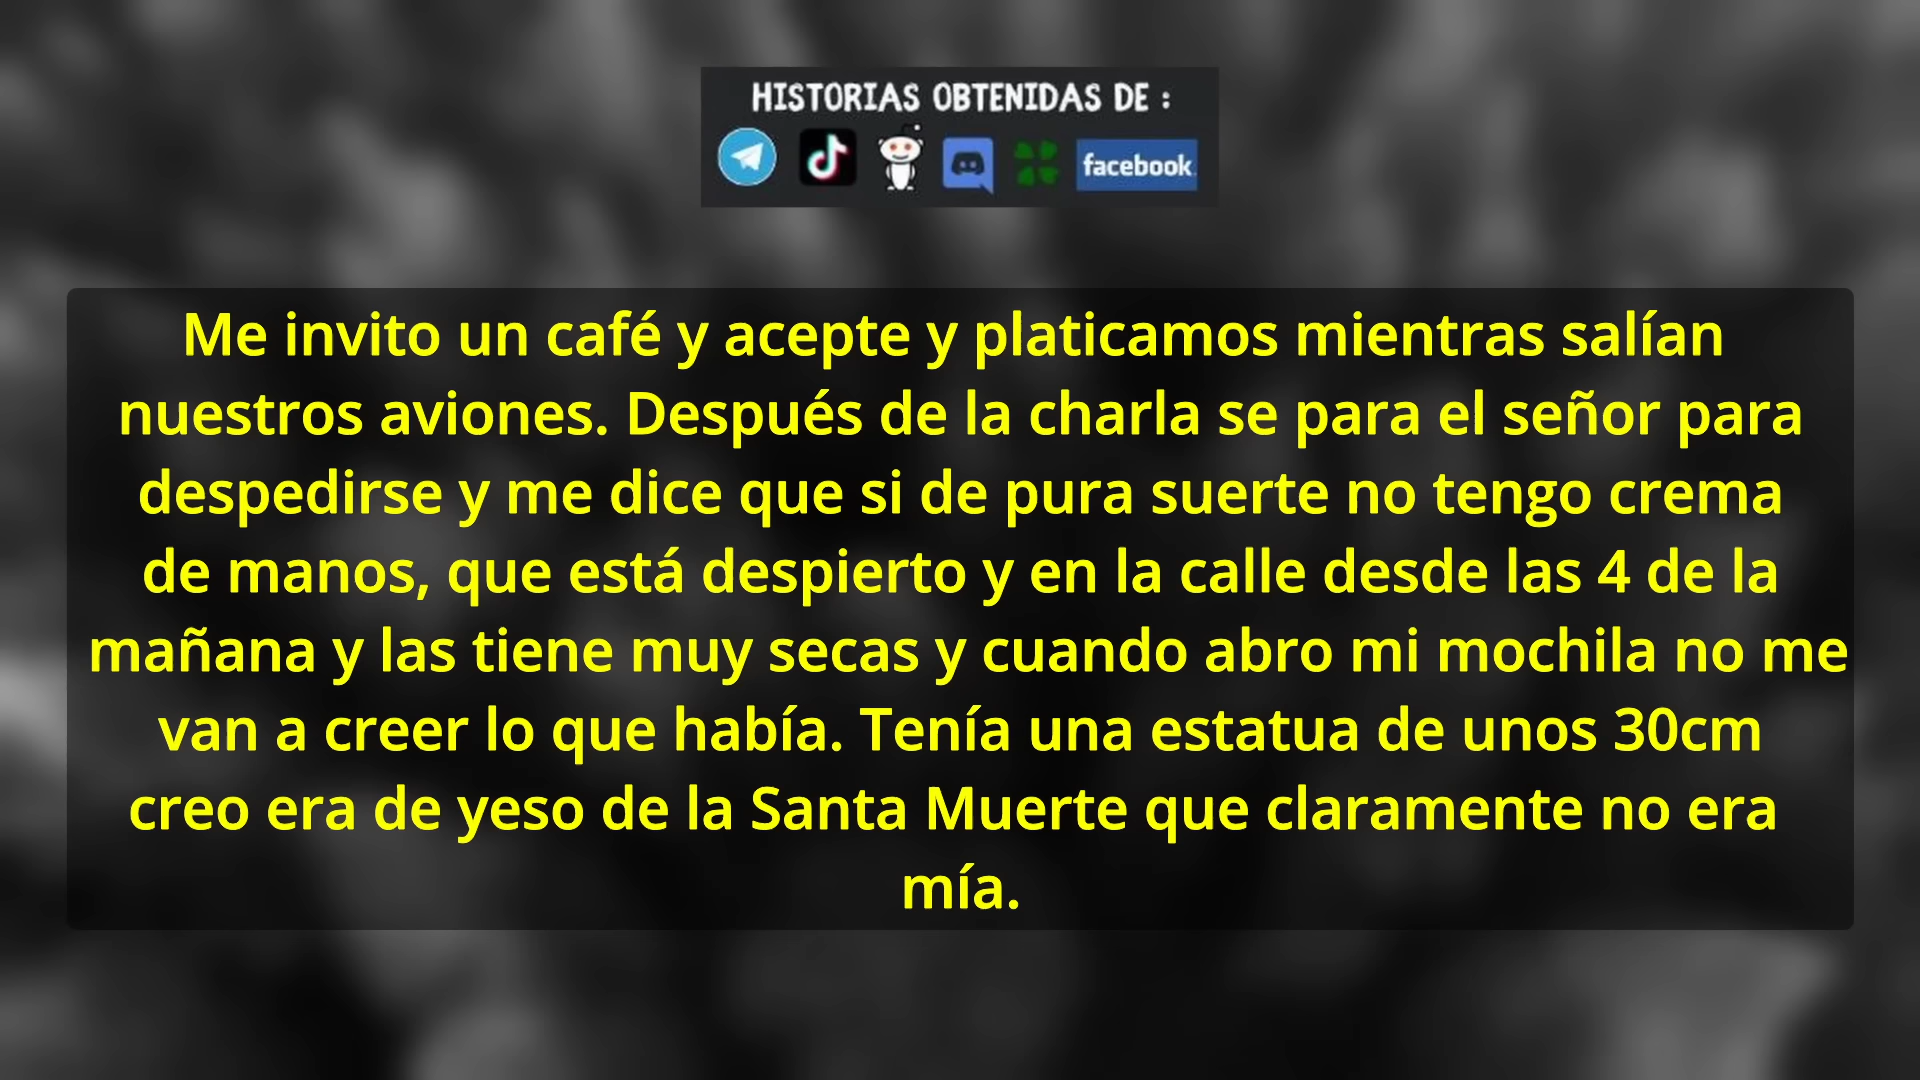 HISTORIAS OBTENIDAS DE :
facebook
Me invito un café y acepte y platicamos mientras salían
nuestros aviones. Después de la charla se para el señor para
despedirse y me dice que si de pura suerte no tengo crema
de manos, que está despierto y en la calle desde las 4 de la
mañana y las tiene muy secas y cuando abro mi mochila no me
van a creer lo que había. Tenía una estatua de unos 30cm
creo era de yeso de la Santa Muerte que claramente no era
mía.